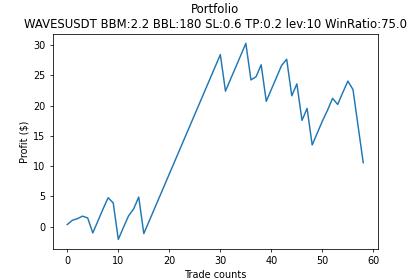 Portfolio
WAVESUSDT BBM:2.2 BBL:180 SL:0.6 TP:0.2 lev:10 WinRatio:75.0
30
25
20
15
10
5
0
Profit ($)
0 10 20 30 40 50 60
Trade counts